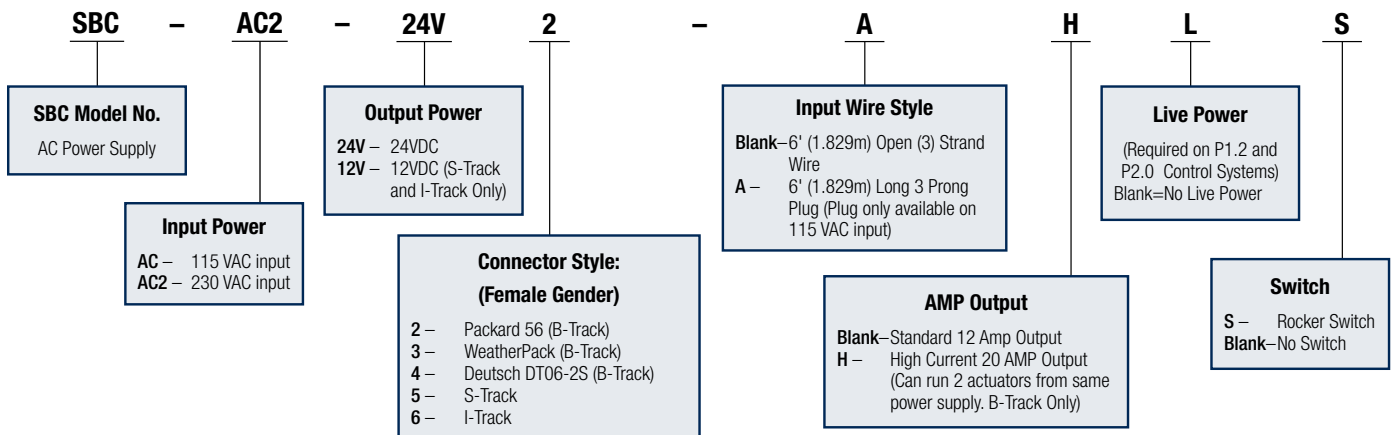 SBC – AC2 – 24V 2 – A H L S
SBC Model No.
AC Power Supply
Input Power
AC – 115 VAC input
AC2 – 230 VAC input
Output Power
24V – 24VDC
12V – 12VDC (S-Track
and I-Track Only)
Connector Style:
(Female Gender)
2 – Packard 56 (B-Track)
3 – WeatherPack (B-Track)
4 – Deutsch DT06-2S (B-Track)
5 – S-Track
6 – I-Track
Input Wire Style
Blank–6' (1.829m) Open (3) Strand
Wire
A – 6' (1.829m) Long 3 Prong
Plug (Plug only available on
115 VAC input)
AMP Output
Blank–Standard 12 Amp Output
H – High Current 20 AMP Output
(Can run 2 actuators from same
power supply. B-Track Only)
Live Power
(Required on P1.2 and
P2.0 Control Systems)
Blank=No Live Power
Switch
S – Rocker Switch
Blank–No Switch